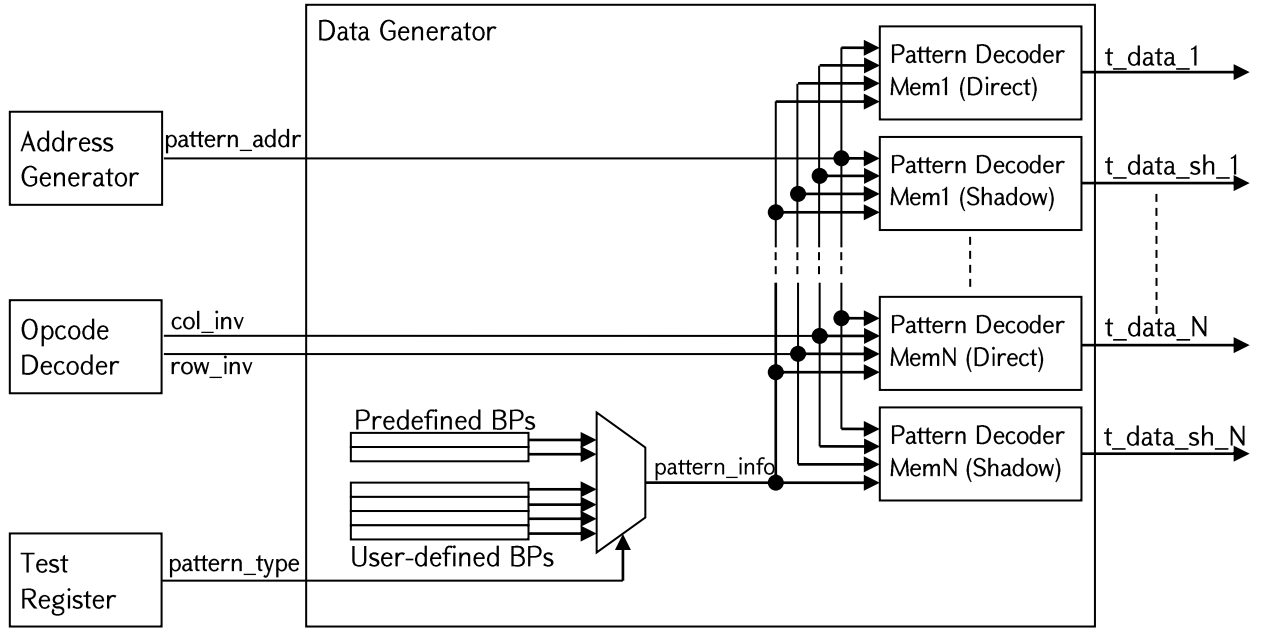 Data Generator
Pattern Decoder
Mem1 (Direct)
t_data_1
Address
Generator
pattern_addr
Pattern Decoder
Mem1 (Shadow)
t_data_sh_1
Opcode
Decoder
col_inv
row_inv
Pattern Decoder
MemN (Direct)
t_data_N
Predefined BPs
pattern_info
Pattern Decoder
MemN (Shadow)
t_data_sh_N
User-defined BPs
Test
Register
pattern_type